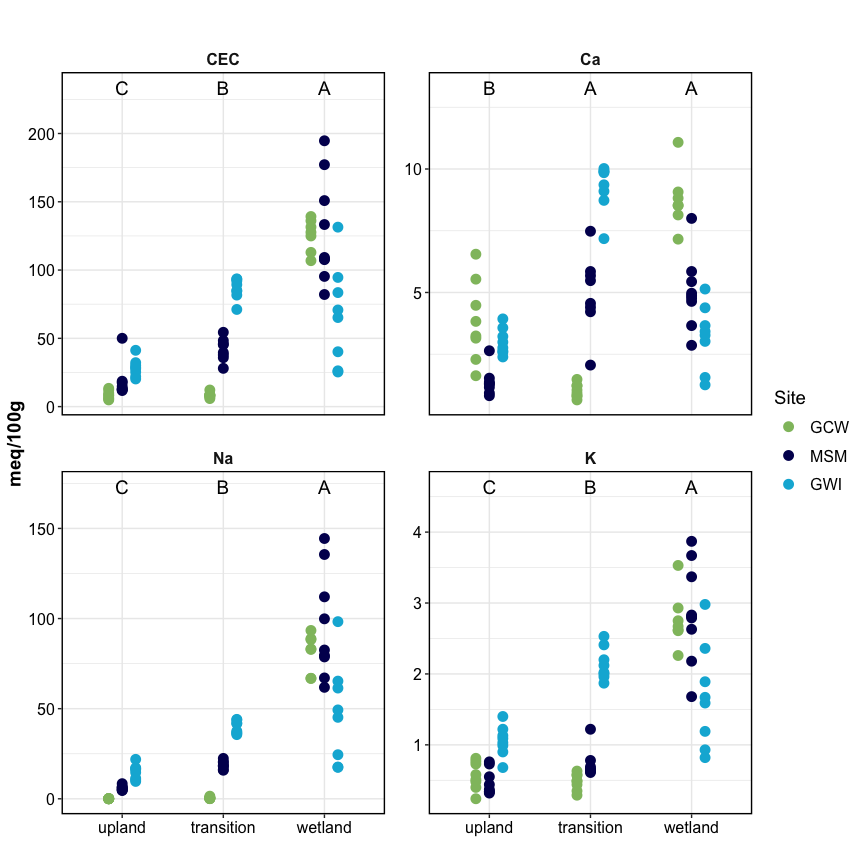 CEC
Ca
C B A
B A A
200
150
100
50
0
10
5
meq/100g
Site
GCW
MSM
GWI
Na
K
C B A
C B A
150
100
50
0
4
3
2
1
upland transition wetland
upland transition wetland